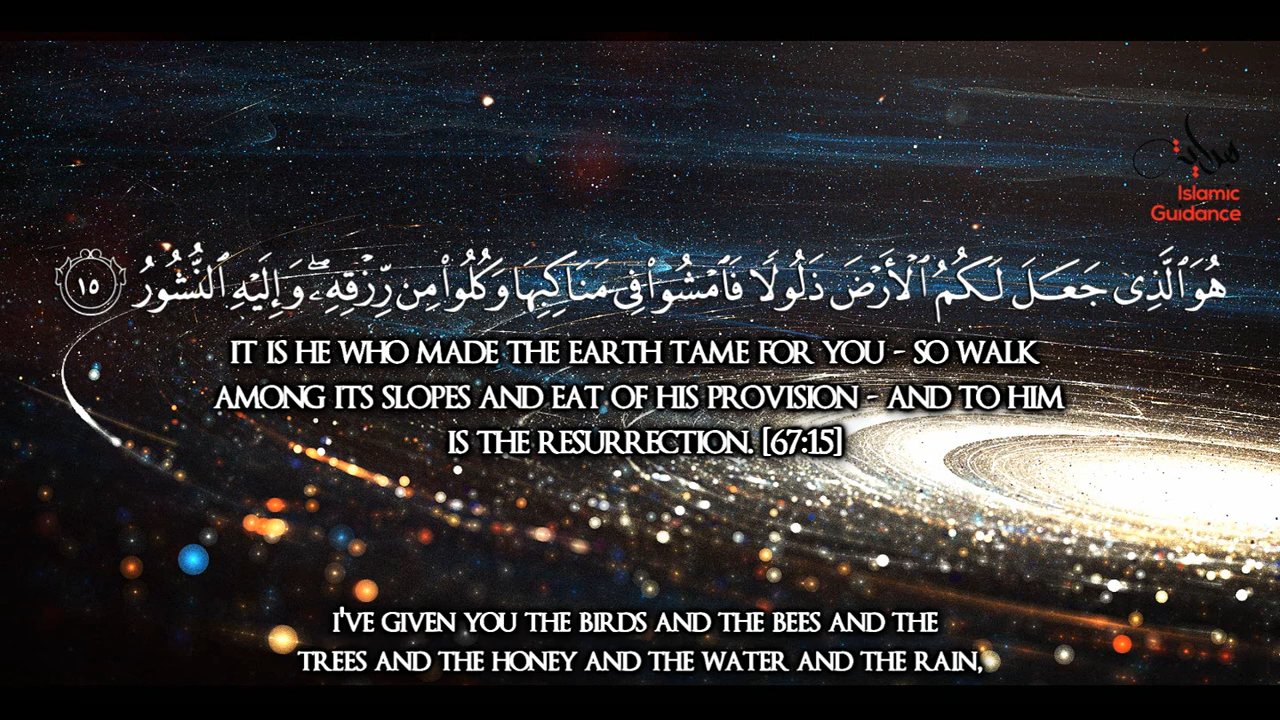 هداية
Islamic
Guidance
هُوَ ٱلَّذِى جَعَلَ لَكُمُ ٱلْأَرْضَ ذَلُولًا فَٱمْشُوا۟ فِى مَنَاكِبِهَا وَكُلُوا۟ مِن رِّزْقِهِۦ ۖ وَإِلَيْهِ ٱلنُّشُورُ ١٥
IT IS HE WHO MADE THE EARTH TAME FOR YOU - SO WALK
AMONG ITS SLOPES AND EAT OF HIS PROVISION - AND TO HIM
IS THE RESURRECTION. [67:15]
I'VE GIVEN YOU THE BIRDS AND THE BEES AND THE
TREES AND THE HONEY AND THE WATER AND THE RAIN,